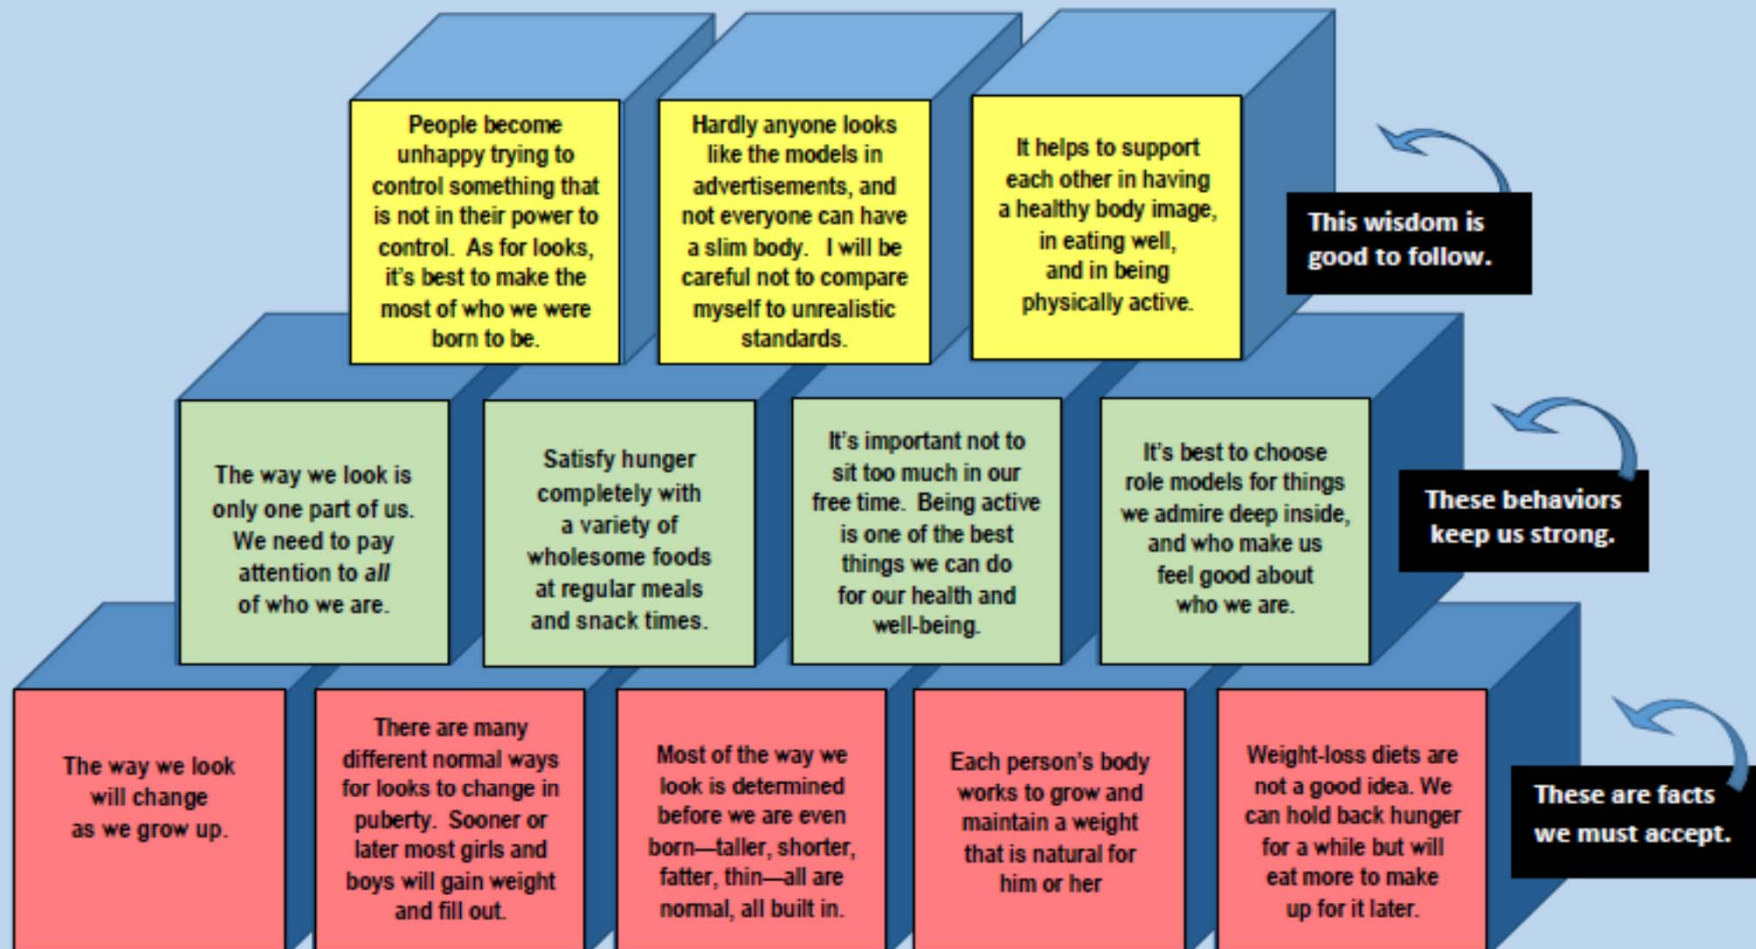 People become
unhappy trying to
control something that
is not in their power to
control. As for looks,
it's best to make the
most of who we were
born to be.
Hardly anyone looks
like the models in
advertisements, and
not everyone can have
a slim body. I will be
careful not to compare
myself to unrealistic
standards.
It helps to support
each other in having
a healthy body image,
in eating well,
and in being
physically active.
This wisdom is
good to follow.
The way we look is
only one part of us.
We need to pay
attention to all
of who we are.
Satisfy hunger
completely with
a variety of
wholesome foods
at regular meals
and snack times.
It's important not to
sit too much in our
free time. Being active
is one of the best
things we can do
for our health and
well-being.
It's best to choose
role models for things
we admire deep inside,
and who make us
feel good about
who we are.
These behaviors
keep us strong.
The way we look
will change
as we grow up.
There are many
different normal ways
for looks to change in
puberty. Sooner or
later most girls and
boys will gain weight
and fill out.
Most of the way we
look is determined
before we are even
born—taller, shorter,
fatter, thin—all are
normal, all built in.
Each person's body
works to grow and
maintain a weight
that is natural for
him or her
Weight-loss diets are
not a good idea. We
can hold back hunger
for a while but will
eat more to make
up for it later.
These are facts
we must accept.